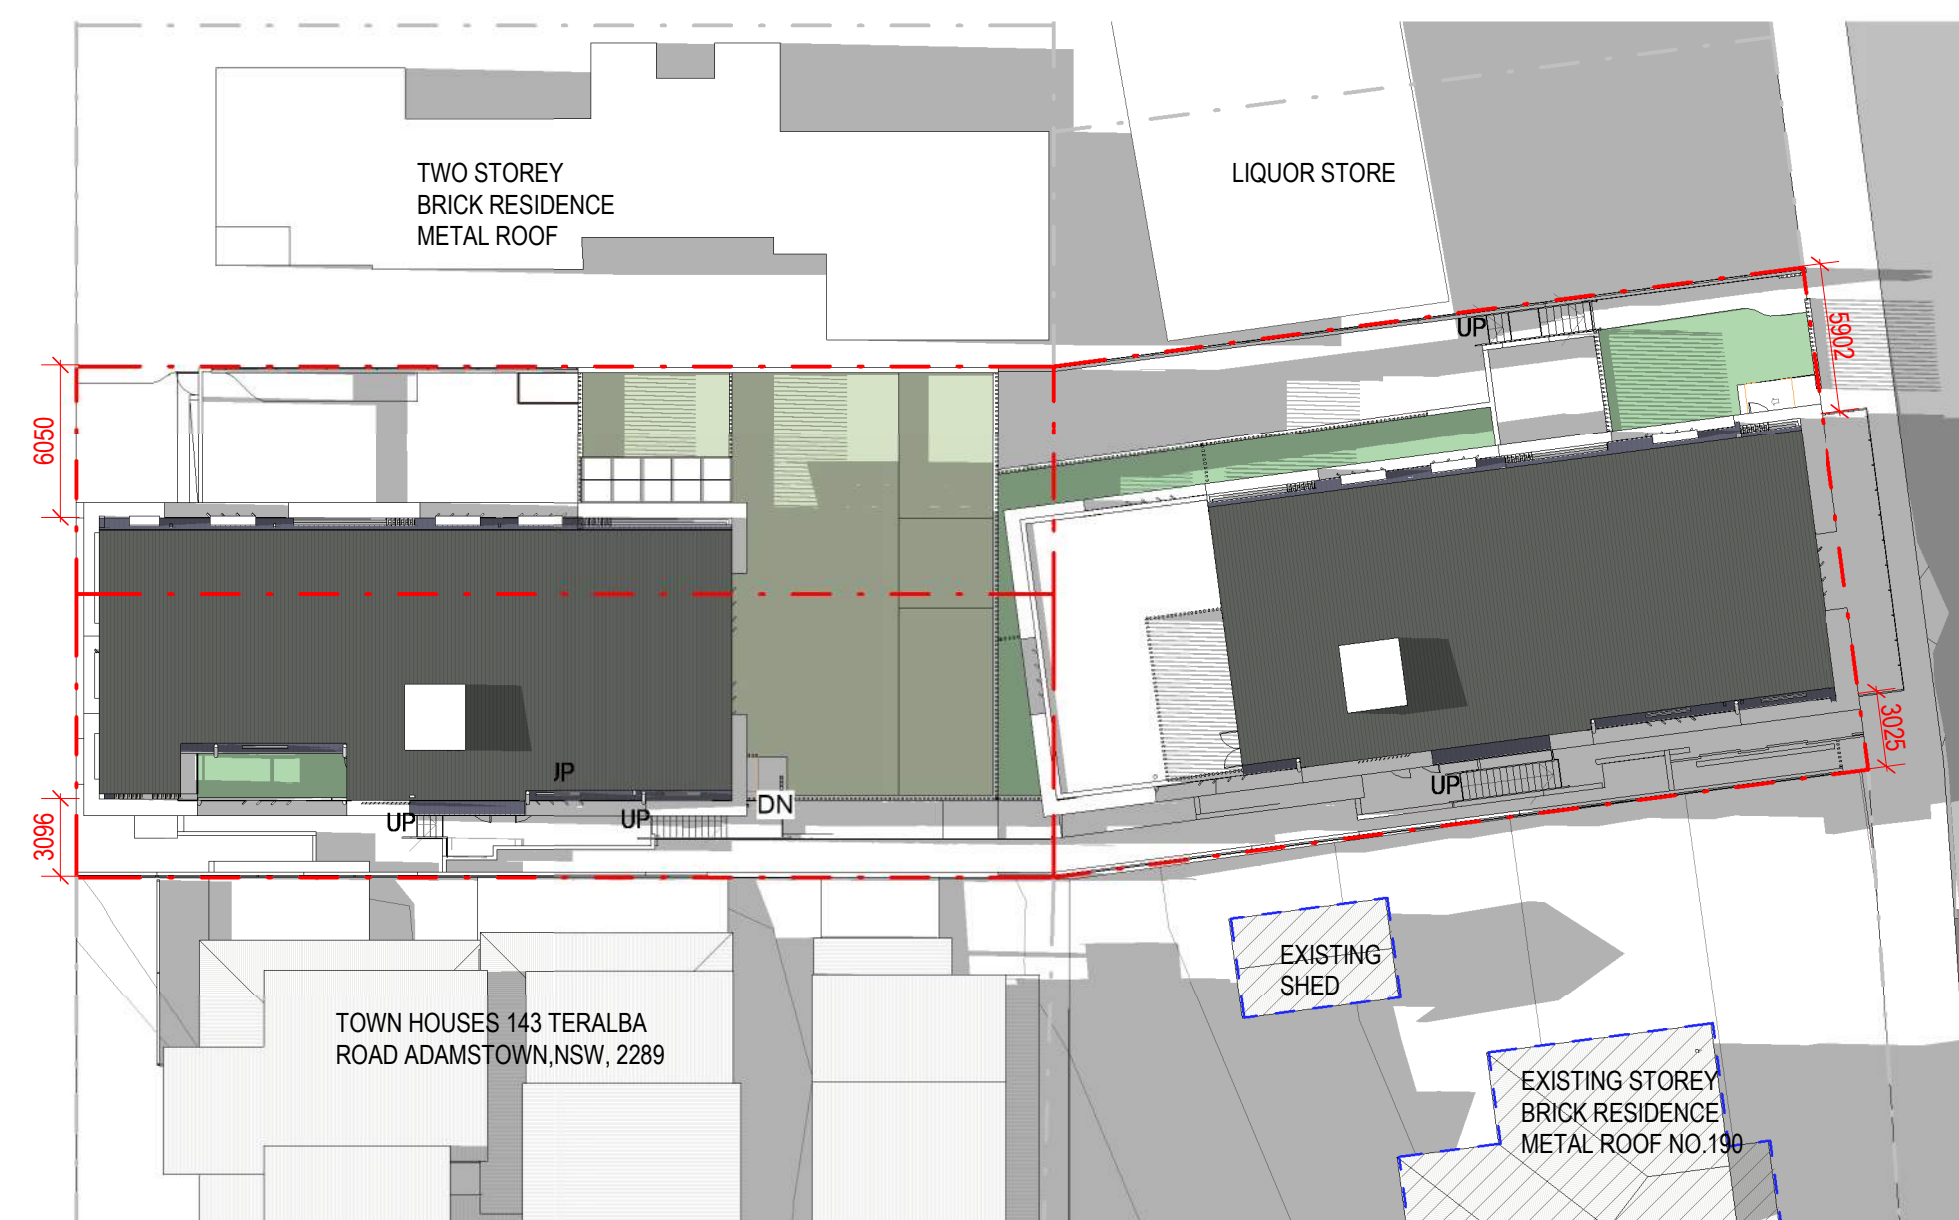 TWO STOREY
BRICK RESIDENCE
METAL ROOF
LIQUOR STORE
UP
5902
6050
3025
UP
JP
DN
UP
UP
3096
EXISTING
SHED
TOWN HOUSES 143 TERALBA
ROAD ADAMSTOWN,NSW, 2289
EXISTING STOREY
BRICK RESIDENCE
METAL ROOF NO.190